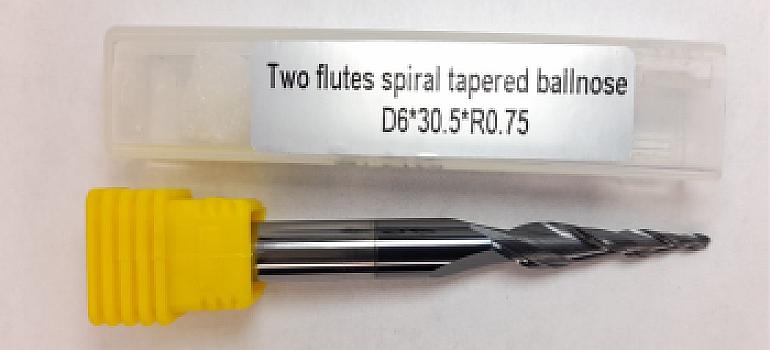 Two flutes spiral tapered ballnose
D6*30.5*R0.75